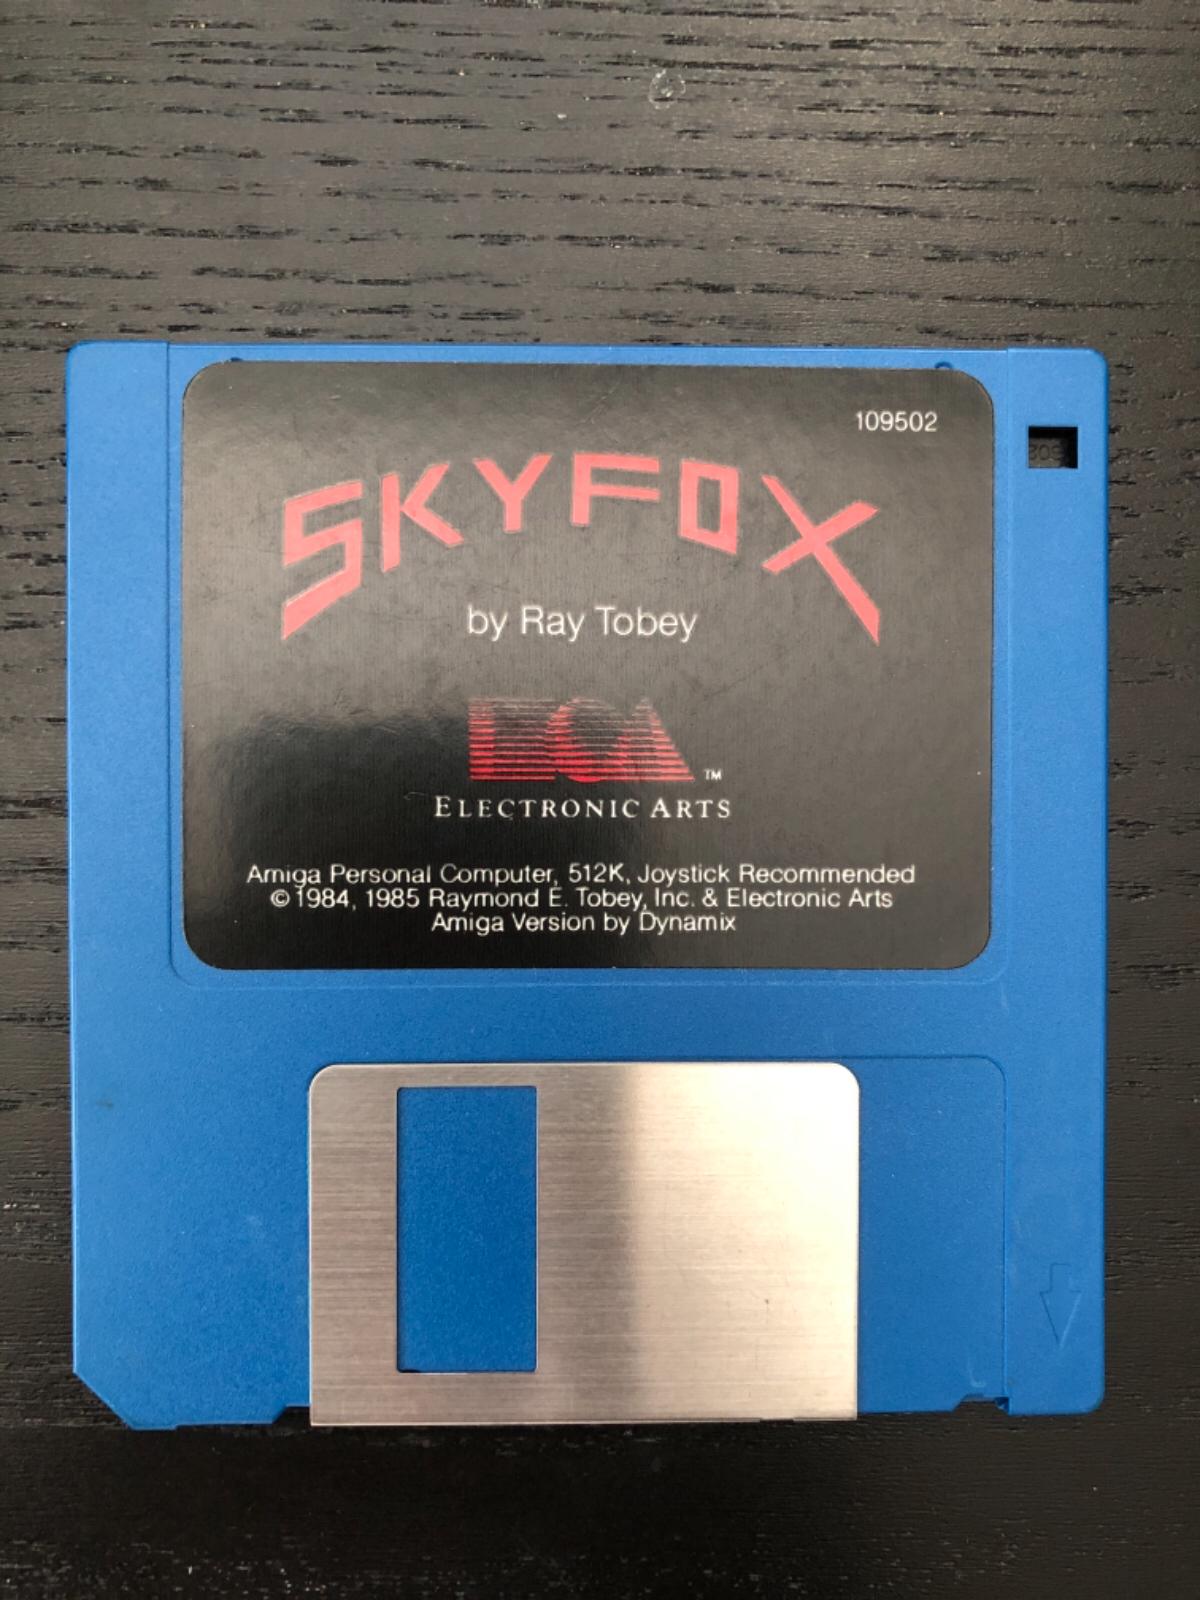 109502
SKYFOX
by Ray Tobey
™
ELECTRONIC ARTS
Amiga Personal Computer, 512K, Joystick Recommended
© 1984, 1985 Raymond E. Tobey, Inc. & Electronic Arts
Amiga Version by Dynamix